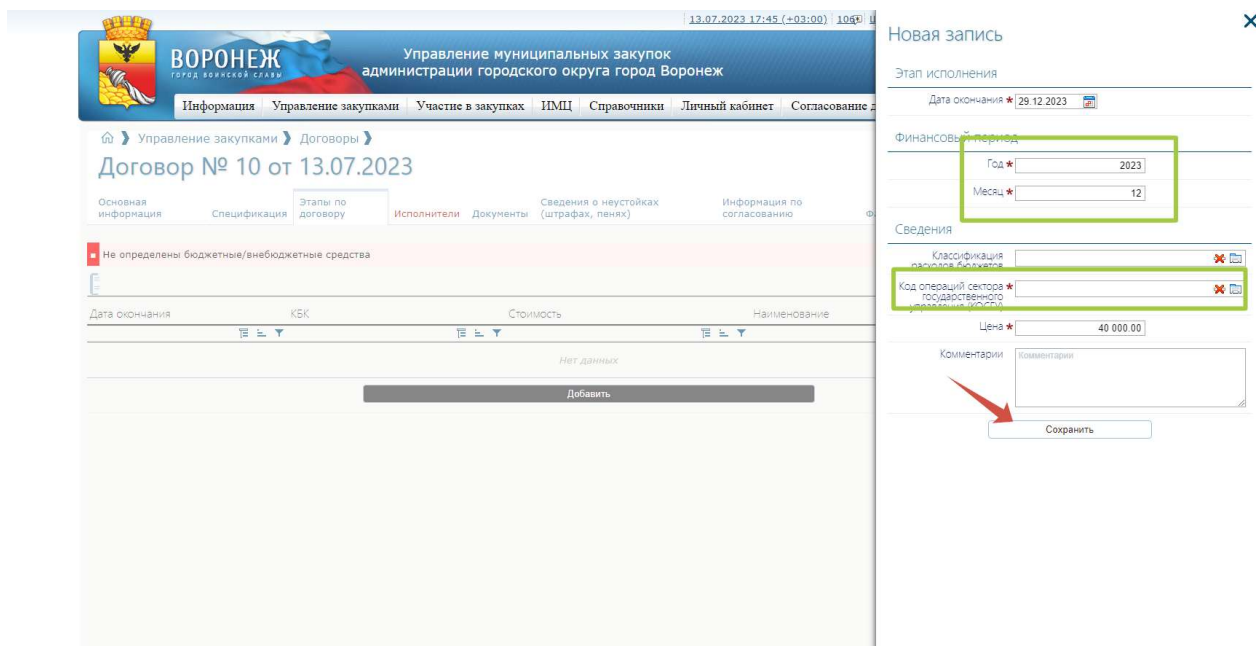 13.07.2023 17:45 (+03:00)
ВОРОНЕЖ
ГОРОД ВОИНСКОЙ СЛАВЫ
Управление муниципальных закупок
администрации городского округа город Воронеж
Информация Управление закупками Участие в закупках ИМЦ Справочники Личный кабинет Согласование
Управление закупками Договоры
Договор № 10 от 13.07.2023
Основная информация
Спецификация
Этапы по договору
Исполнители
Документы
Сведения о неустойках (штрафах, пенях)
Информация по согласованию
Не определены бюджетные/внебюджетные средства
Дата окончания КБК Стоимость Наименование
Нет данных
Добавить
Новая запись
Этап исполнения
Дата окончания * 29.12.2023
Финансовый период
Год * 2023
Месяц * 12
Сведения
Классификация
расходов бюджетов
Код операций сектора *
государственного
управления (КОСГУ)
Цена * 40 000.00
Комментарии Комментарии
Сохранить